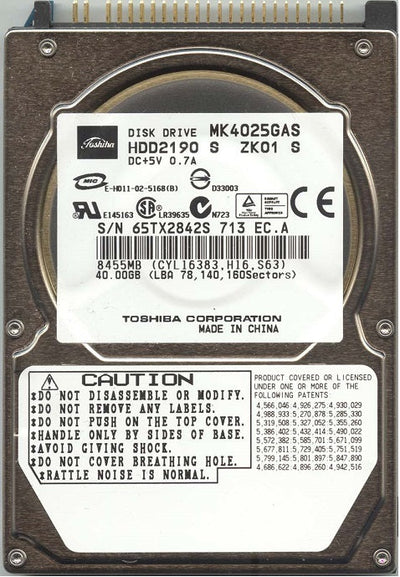 Toshiba
DISK DRIVE MK4025GAS
HDD2190 S ZK01 S
DC+5V 0.7A
MIC
E-H011-02-5168(B)
D33003
E145163 LR39635 N723
S/N 65TX2842S 713 EC.A
8455MB (CYL16383,H16,S63)
40.00GB (LBA 78,140,160Sectors)
TOSHIBA CORPORATION
MADE IN CHINA
CAUTION
*DO NOT DISASSEMBLE OR MODIFY.
*DO NOT REMOVE ANY LABELS.
*DO NOT PUSH ON THE TOP COVER.
*HANDLE ONLY BY SIDES OF BASE.
*AVOID GIVING SHOCK.
*DO NOT COVER BREATHING HOLE.
*RATTLE NOISE IS NORMAL.
PRODUCT COVERED OR LICENSED
UNDER ONE OR MORE OF THE
FOLLOWING PATENTS:
4,566,046 4,926,275 4,930,029
4,988,933 5,270,878 5,285,330
5,319,508 5,327,052 5,355,260
5,386,402 5,432,414 5,490,022
5,572,382 5,585,701 5,671,099
5,677,811 5,729,405 5,751,519
5,799,145 5,801,897 5,847,890
4,686,622 4,896,260 4,942,516